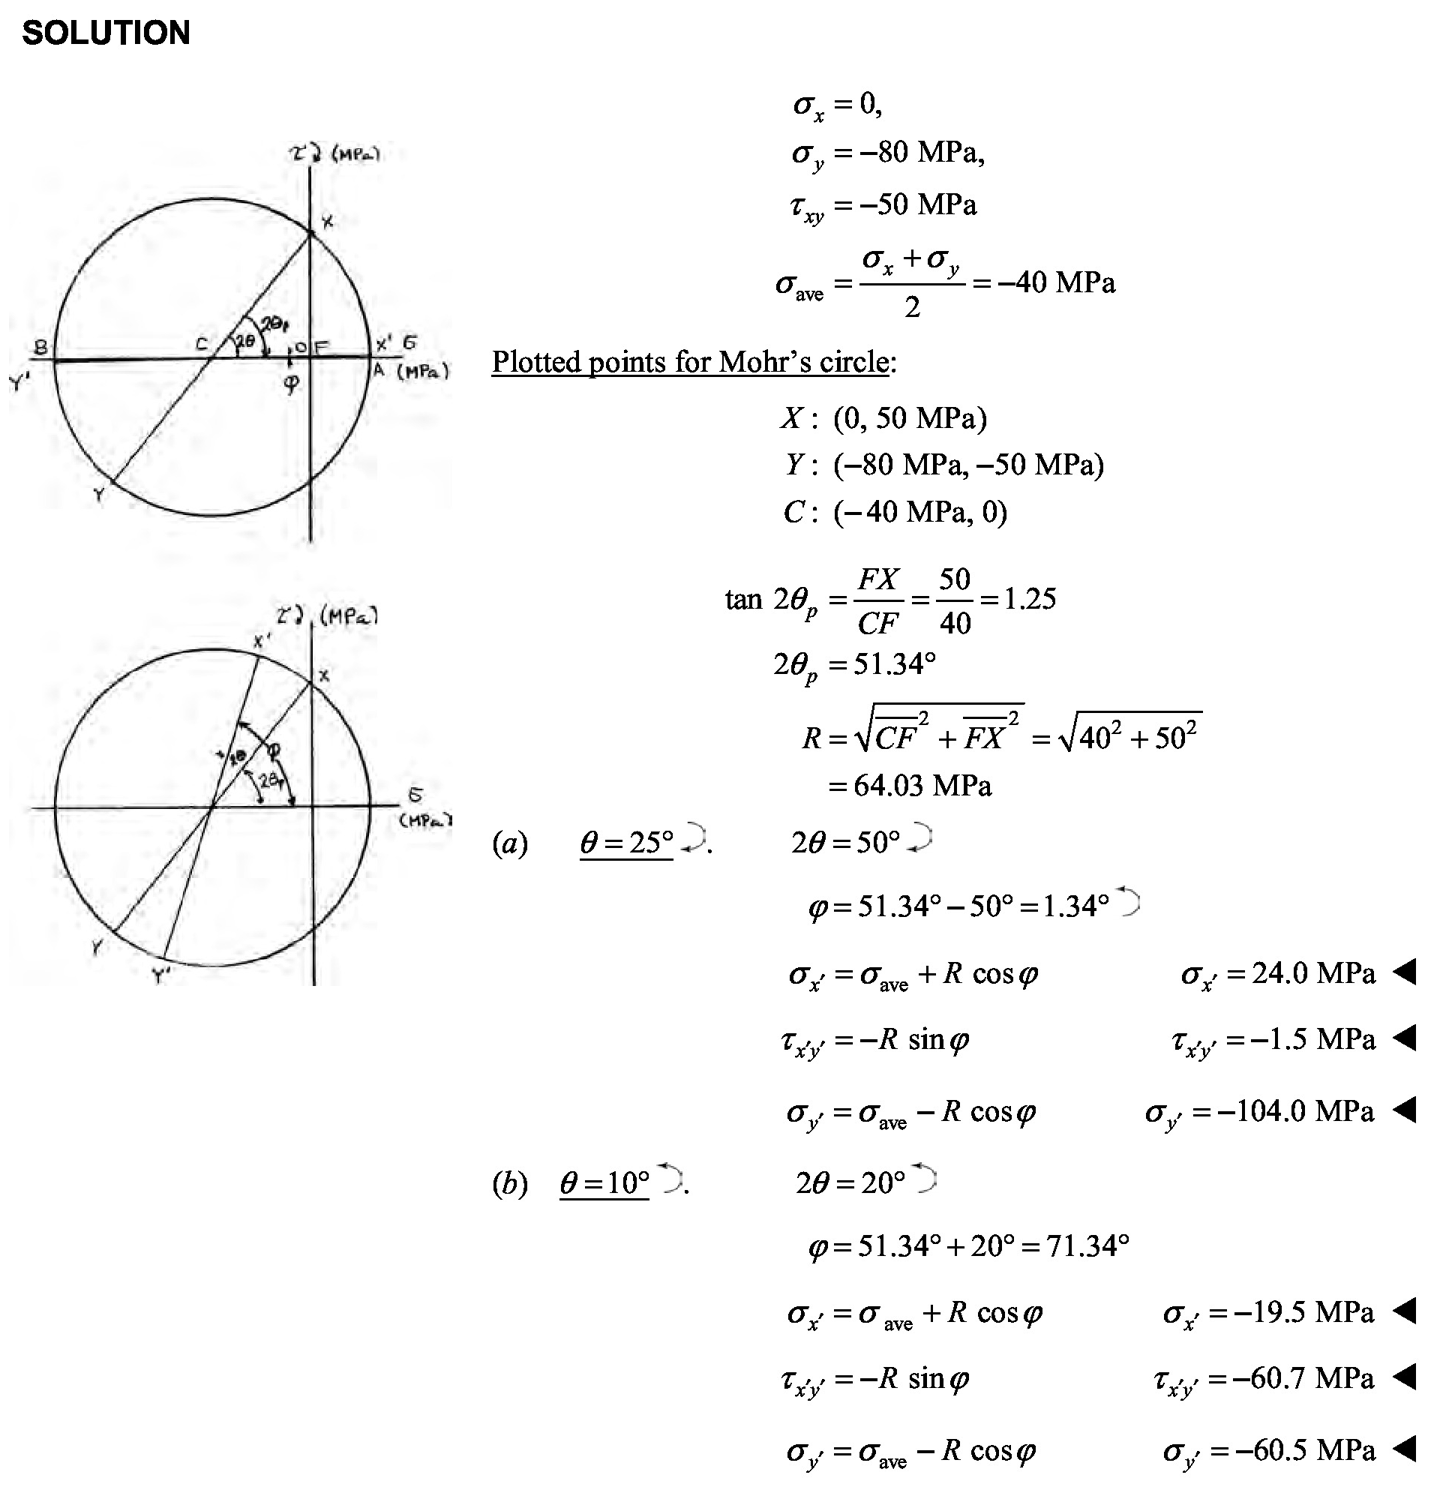 SOLUTION
σx = 0,
σy = −80 MPa,
τxy = −50 MPa
σave = (σx + σy)/2 = −40 MPa
τ (MPa)
X
2θp
2θ
B
C
O
F
X' σ
Y'
φ
A (MPa)
Y
Plotted points for Mohr's circle:
X : (0, 50 MPa)
Y : (−80 MPa, −50 MPa)
C : (−40 MPa, 0)
tan 2θp = FX/CF = 50/40 = 1.25
2θp = 51.34°
τ (MPa)
X'
X
2θ
φ
2θp
σ
(MPa)
Y
Y'
R = √(CF² + FX²) = √(40² + 50²)
= 64.03 MPa
(a) θ = 25° ⤸. 2θ = 50° ⤸
φ = 51.34° − 50° = 1.34° ⤹
σx′ = σave + R cos φ σx′ = 24.0 MPa ◀
τx′y′ = −R sin φ τx′y′ = −1.5 MPa ◀
σy′ = σave − R cos φ σy′ = −104.0 MPa ◀
(b) θ = 10° ⤹. 2θ = 20° ⤹
φ = 51.34° + 20° = 71.34°
σx′ = σ ave + R cos φ σx′ = −19.5 MPa ◀
τx′y′ = −R sin φ τx′y′ = −60.7 MPa ◀
σy′ = σave − R cos φ σy′ = −60.5 MPa ◀